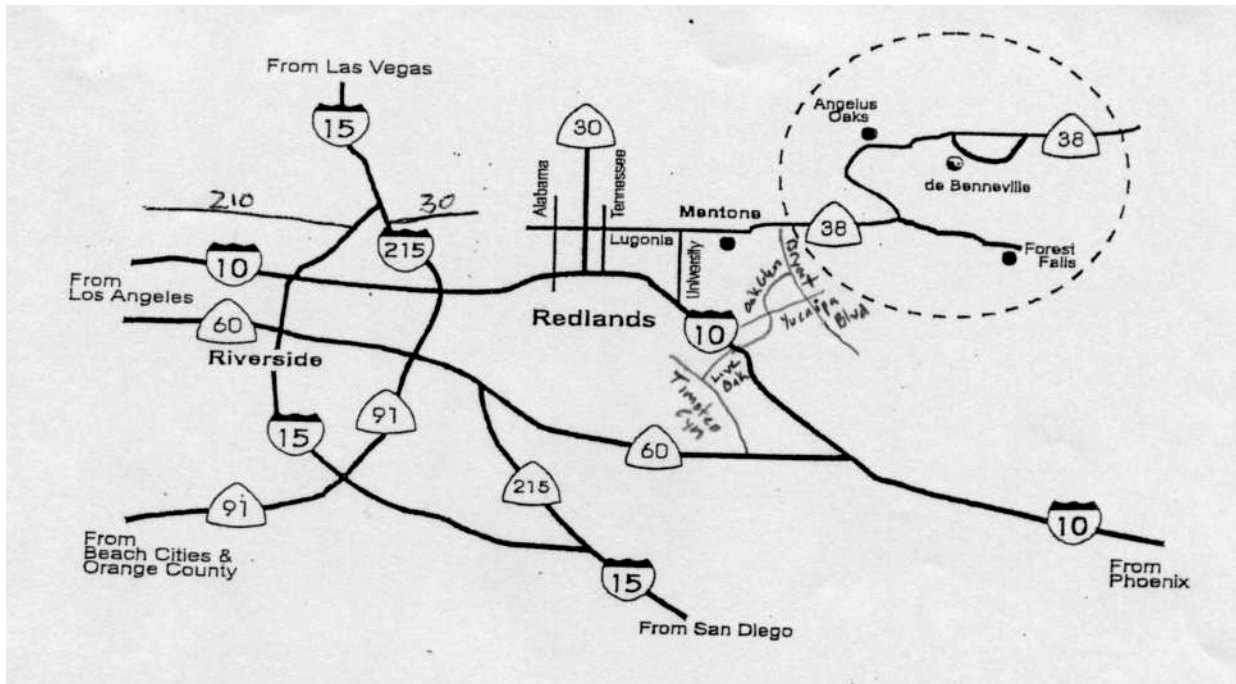 From Las Vegas
15
30
Angelus
Oaks
38
de Benneville
Alabama
Tennessee
210
30
Mentone
38
Lugonia
University
215
10
From
Los Angeles
Forest
Falls
Bryant
Oak Glen
Yucaipa
Blvd
60
Redlands
10
Riverside
Live
Oak
Timoteo
Cyn
91
15
60
215
91
10
From
Beach Cities &
Orange County
15
From
Phoenix
From San Diego